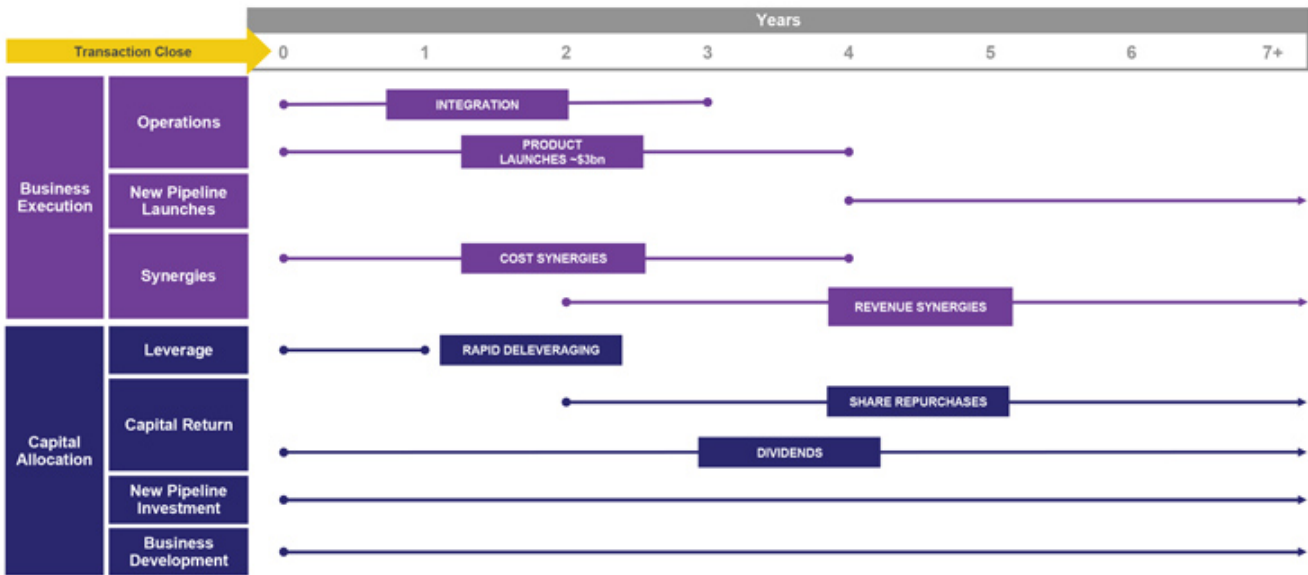 Years
Transaction Close
0 1 2 3 4 5 6 7+
Business
Execution
Operations
INTEGRATION
PRODUCT
LAUNCHES ~$3bn
New Pipeline
Launches
Synergies
COST SYNERGIES
REVENUE SYNERGIES
Capital
Allocation
Leverage
RAPID DELEVERAGING
Capital Return
SHARE REPURCHASES
DIVIDENDS
New Pipeline
Investment
Business
Development